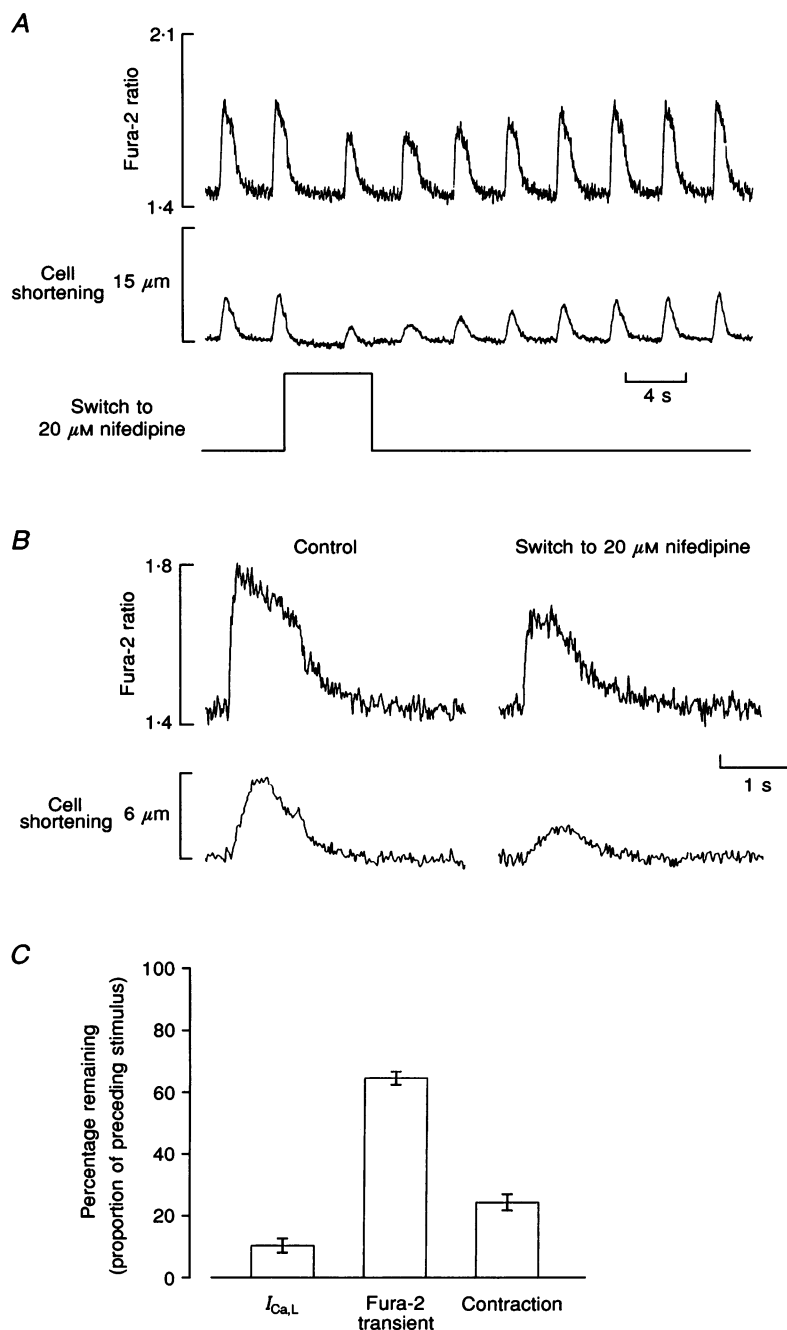 A
2·1
Fura-2 ratio
1·4
Cell
shortening
15 μm
4 s
Switch to
20 μM nifedipine
B
Control
Switch to 20 μM nifedipine
1·8
Fura-2 ratio
1·4
Cell
shortening
6 μm
1 s
C
Percentage remaining
(proportion of preceding stimulus)
100
80
60
40
20
0
ICa,L
Fura-2
transient
Contraction